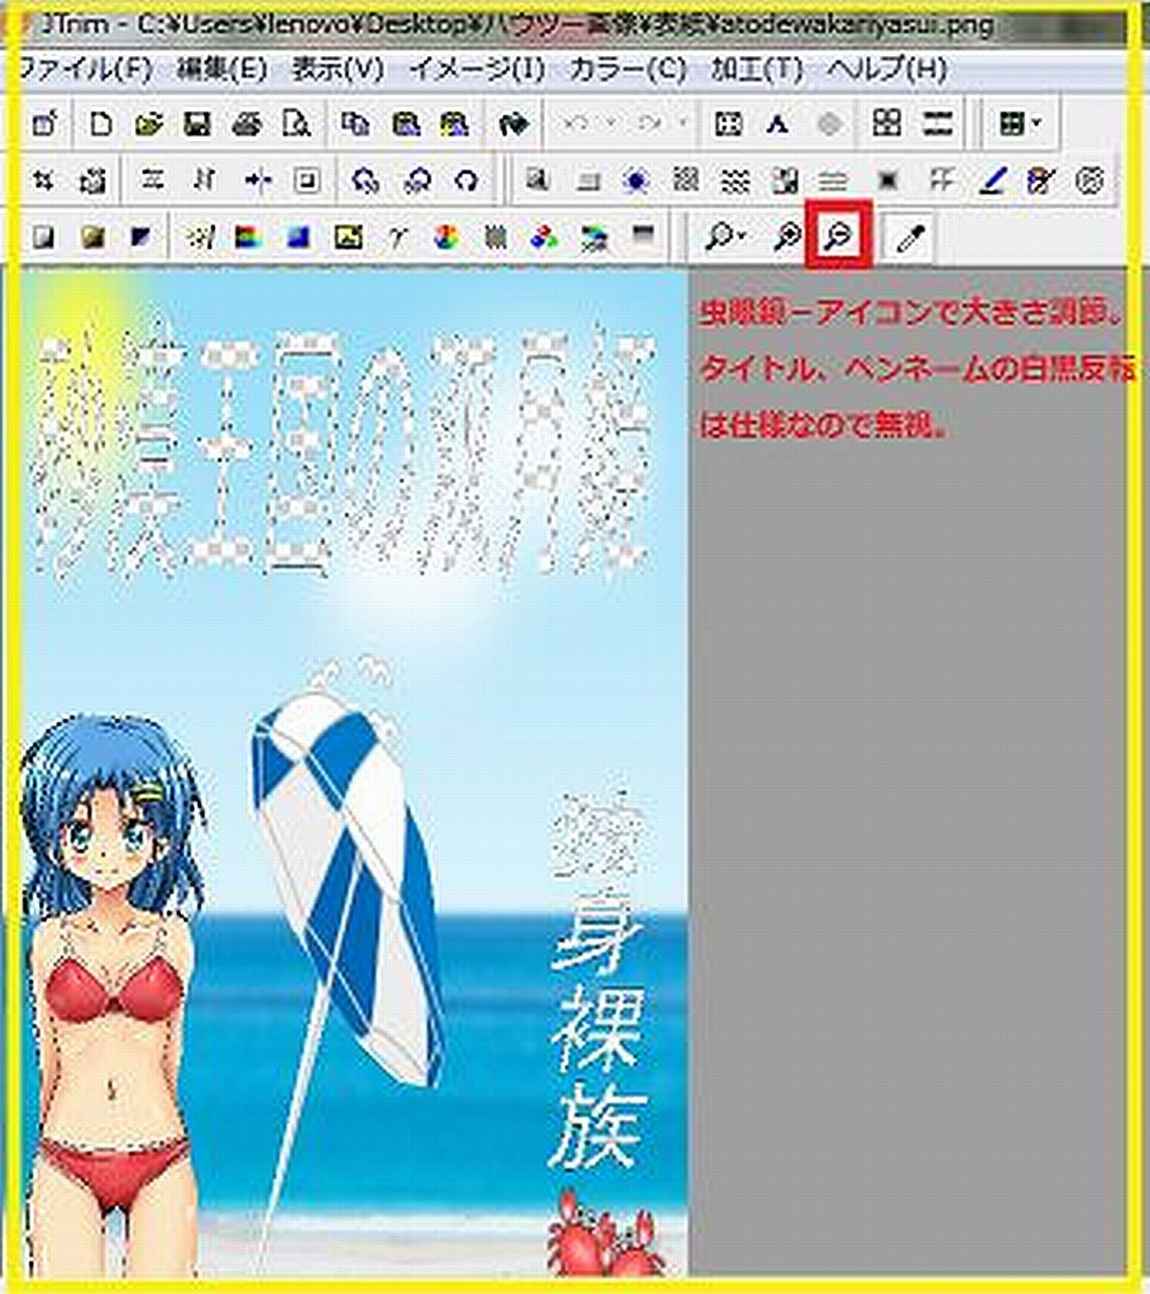 JTrim - C:¥Users¥lenovo¥Desktop¥ハウツー画像¥表紙¥atodewakariyasui.png
ファイル(F) 編集(E) 表示(V) イメージ(I) カラー(C) 加工(T) ヘルプ(H)
虫眼鏡－アイコンで大きさ調節。
タイトル、ペンネームの白黒反転
は仕様なので無視。
身裸族